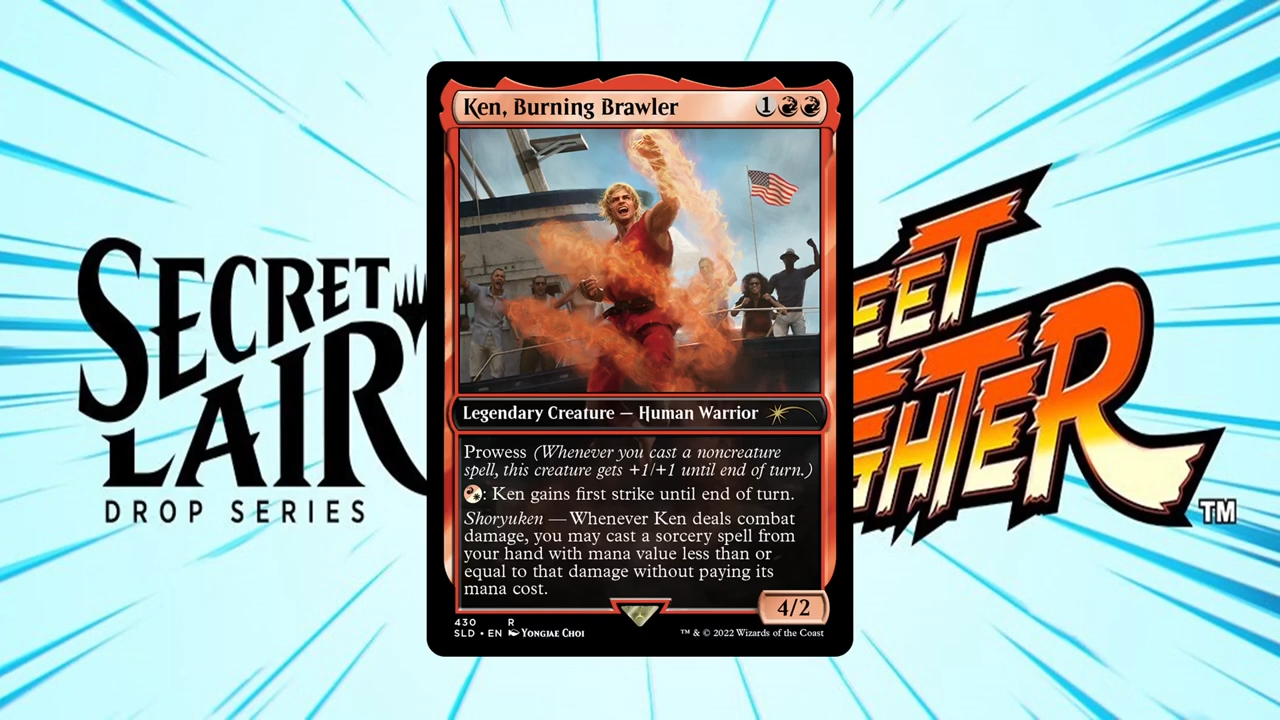 SECRET
LAIR
DROP SERIES
Ken, Burning Brawler
1
Legendary Creature — Human Warrior
Prowess (Whenever you cast a noncreature
spell, this creature gets +1/+1 until end of turn.)
: Ken gains first strike until end of turn.
Shoryuken — Whenever Ken deals combat
damage, you may cast a sorcery spell from
your hand with mana value less than or
equal to that damage without paying its
mana cost.
4/2
430 R
SLD • EN Yongjae Choi
™ & © 2022 Wizards of the Coast
EET
GHTER
TM